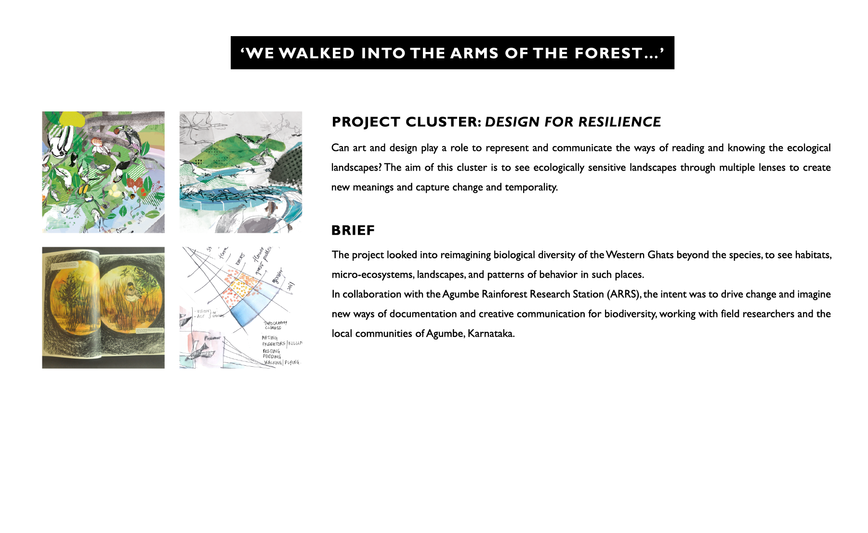 ‘WE WALKED INTO THE ARMS OF THE FOREST...’
PROJECT CLUSTER: DESIGN FOR RESILIENCE
Can art and design play a role to represent and communicate the ways of reading and knowing the ecological
landscapes? The aim of this cluster is to see ecologically sensitive landscapes through multiple lenses to create
new meanings and capture change and temporality.
BRIEF
The project looked into reimagining biological diversity of the Western Ghats beyond the species, to see habitats,
micro-ecosystems, landscapes, and patterns of behavior in such places.
In collaboration with the Agumbe Rainforest Research Station (ARRS), the intent was to drive change and imagine
new ways of documentation and creative communication for biodiversity, working with field researchers and the
local communities of Agumbe, Karnataka.